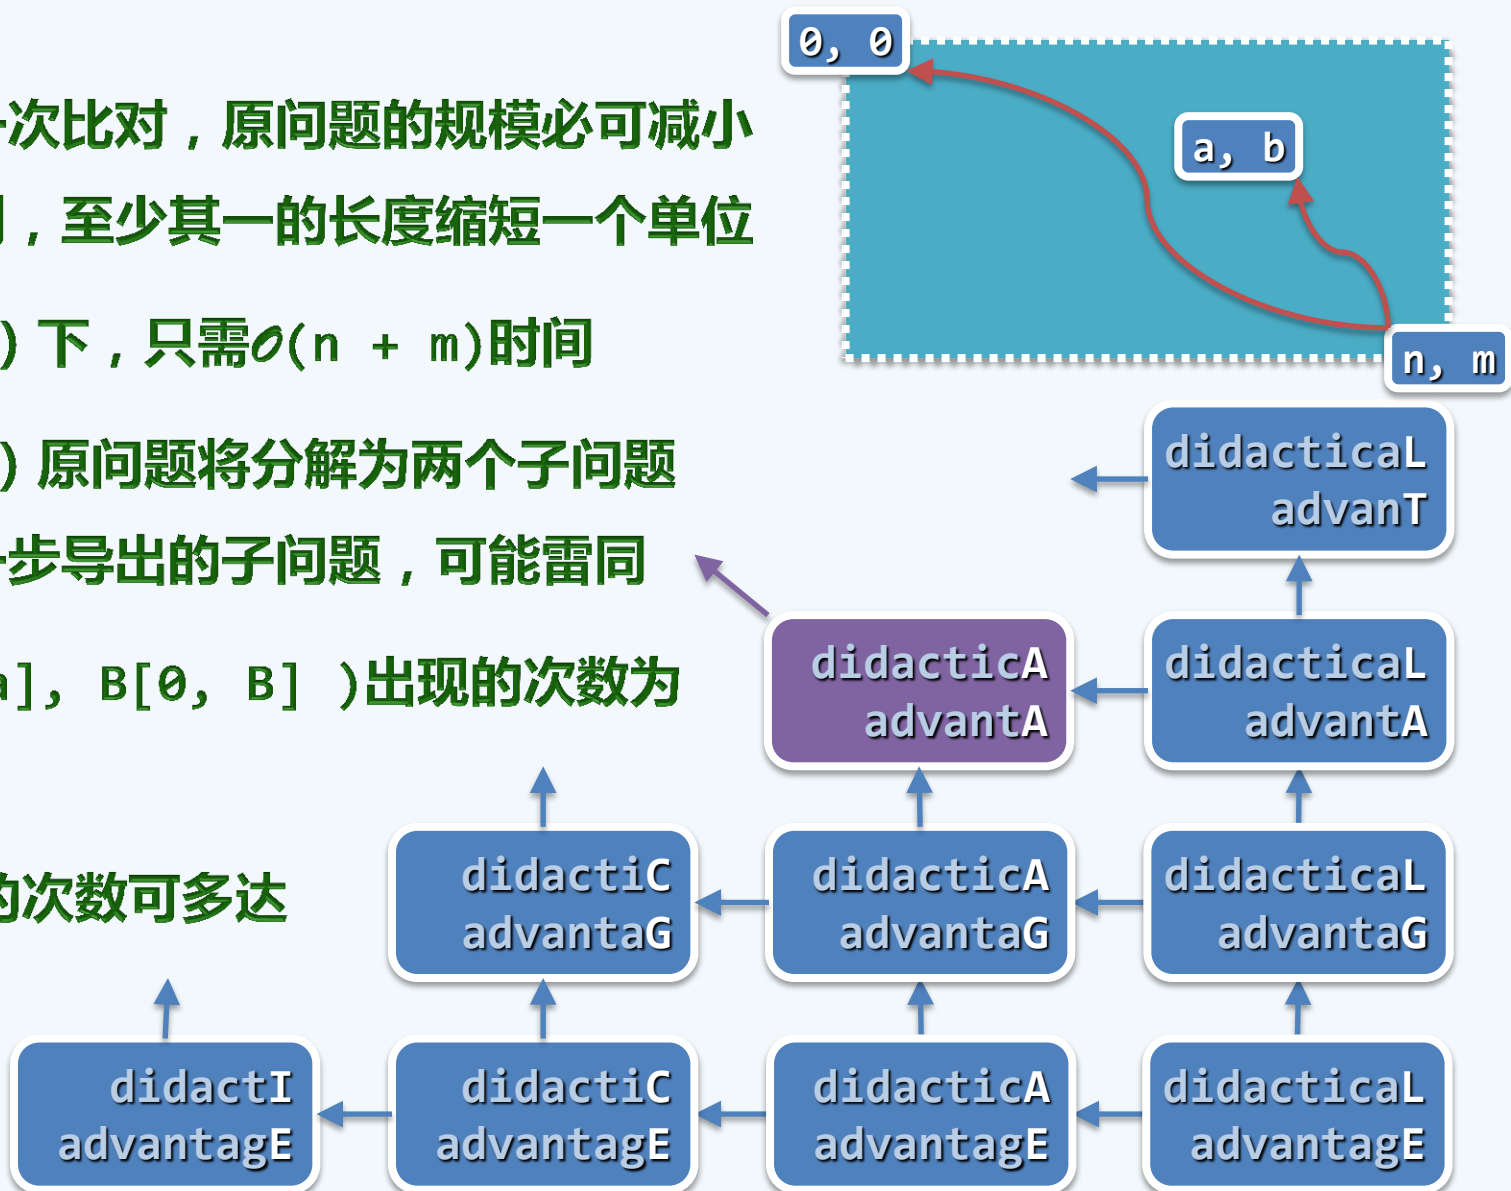 次比对，原问题的规模必可减小
，至少其一的长度缩短一个单位
) 下，只需𝒪(n + m)时间
) 原问题将分解为两个子问题
步导出的子问题，可能雷同
a], B[0, B] )出现的次数为
的次数可多达
0, 0
a, b
n, m
didacticaL
advanT
didacticA
advantA
didacticaL
advantA
didactiC
advantaG
didacticA
advantaG
didacticaL
advantaG
didactI
advantagE
didactiC
advantagE
didacticA
advantagE
didacticaL
advantagE